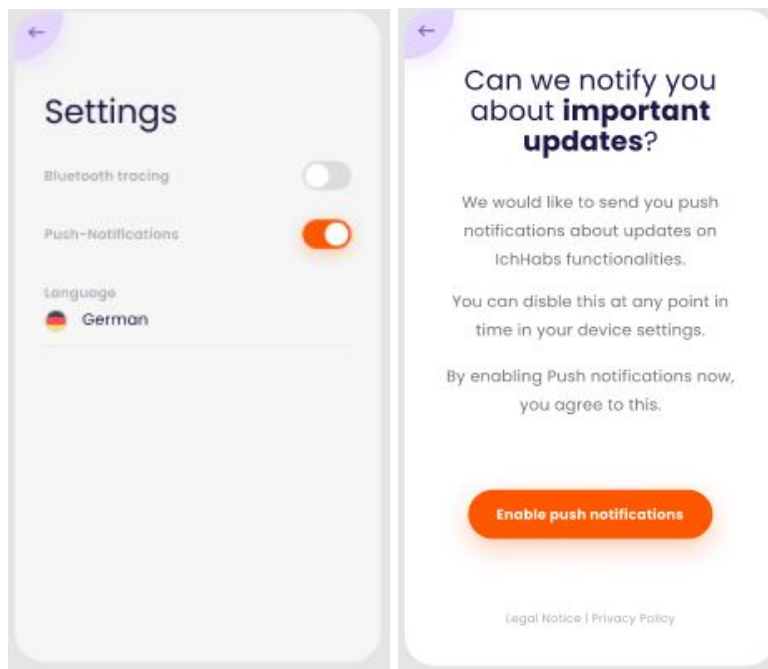 Settings
Bluetooth tracing
Push-Notifications
Language
German
Can we notify you
about important
updates?
We would like to send you push
notifications about updates on
IchHabs functionalities.
You can disble this at any point in
time in your device settings.
By enabling Push notifications now,
you agree to this.
Enable push notifications
Legal Notice | Privacy Policy